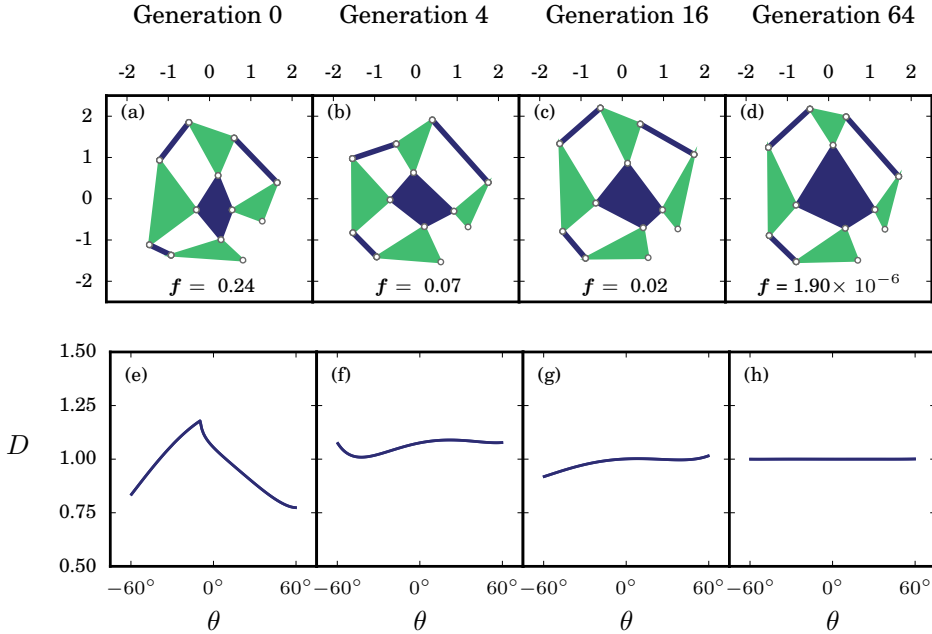 Generation 0 Generation 4 Generation 16 Generation 64
-2 -1 0 1 2 -2 -1 0 1 2 -2 -1 0 1 2 -2 -1 0 1 2
(a) (b) (c) (d)
2
1
0
-1
-2
f = 0.24 f = 0.07 f = 0.02 f = 1.90 × 10⁻⁶
1.50
(e) (f) (g) (h)
1.25
D 1.00
0.75
0.50
−60° 0° 60° −60° 0° 60° −60° 0° 60° −60° 0° 60°
θ θ θ θ